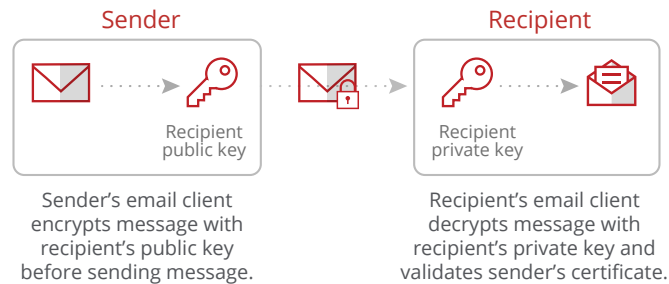 Sender
Recipient
Recipient
public key
Recipient
private key
Sender’s email client
encrypts message with
recipient’s public key
before sending message.
Recipient’s email client
decrypts message with
recipient’s private key and
validates sender’s certificate.